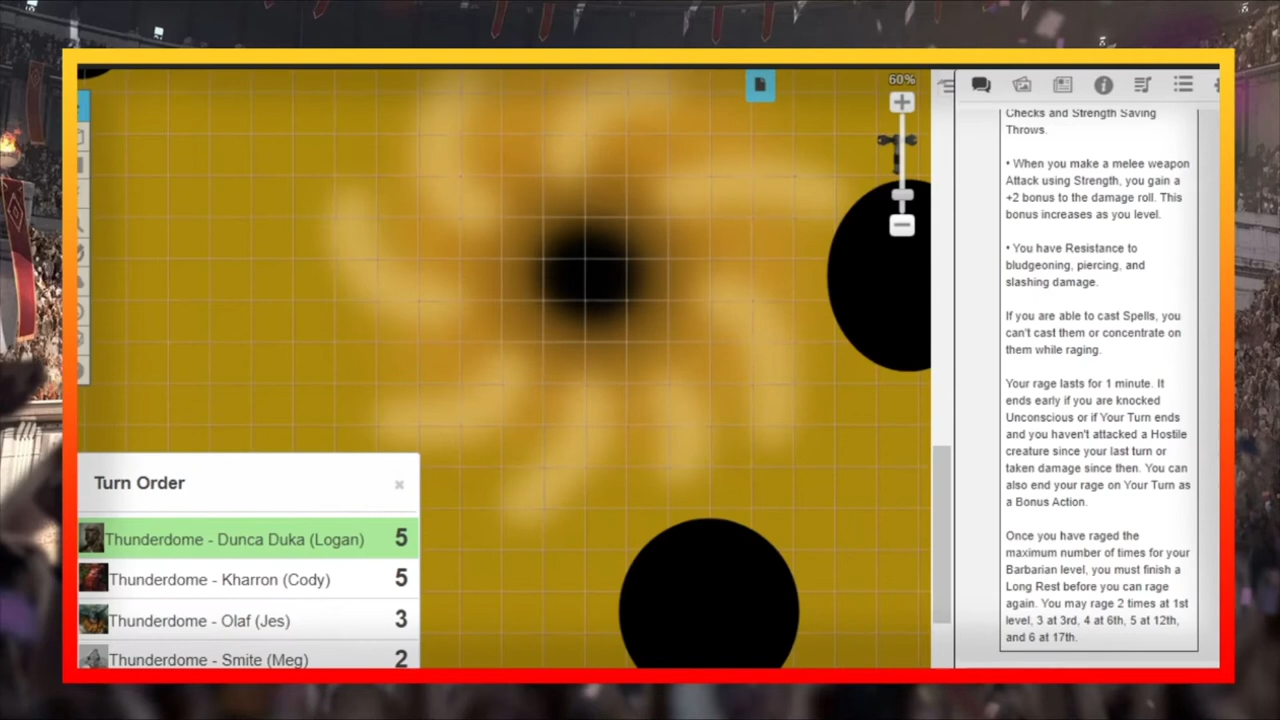 60%
Checks and Strength Saving
Throws.
• When you make a melee weapon
Attack using Strength, you gain a
+2 bonus to the damage roll. This
bonus increases as you level.
• You have Resistance to
bludgeoning, piercing, and
slashing damage.
If you are able to cast Spells, you
can't cast them or concentrate on
them while raging.
Your rage lasts for 1 minute. It
ends early if you are knocked
Unconscious or if Your Turn ends
and you haven't attacked a Hostile
creature since your last turn or
taken damage since then. You can
also end your rage on Your Turn as
a Bonus Action.
Once you have raged the
maximum number of times for your
Barbarian level, you must finish a
Long Rest before you can rage
again. You may rage 2 times at 1st
level, 3 at 3rd, 4 at 6th, 5 at 12th,
and 6 at 17th.
Turn Order
Thunderdome - Dunca Duka (Logan) 5
Thunderdome - Kharron (Cody) 5
Thunderdome - Olaf (Jes) 3
Thunderdome - Smite (Meg) 2